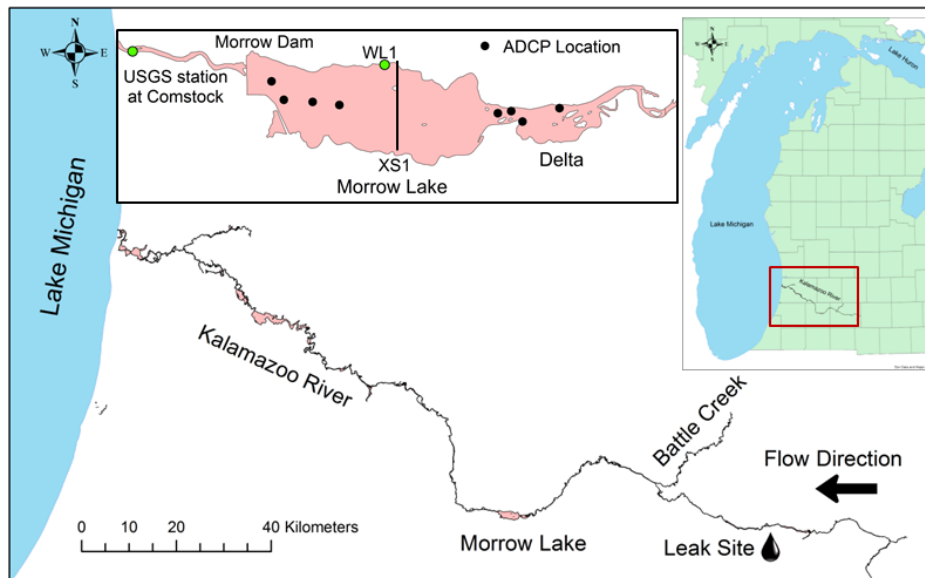 N
W E
S
Morrow Dam
WL1
ADCP Location
USGS station
at Comstock
XS1
Morrow Lake
Delta
Lake Huron
Lake Michigan
Kalamazoo River
Lake Michigan
N
W E
S
Kalamazoo River
Battle Creek
Flow Direction
0 10 20 40 Kilometers
Morrow Lake
Leak Site